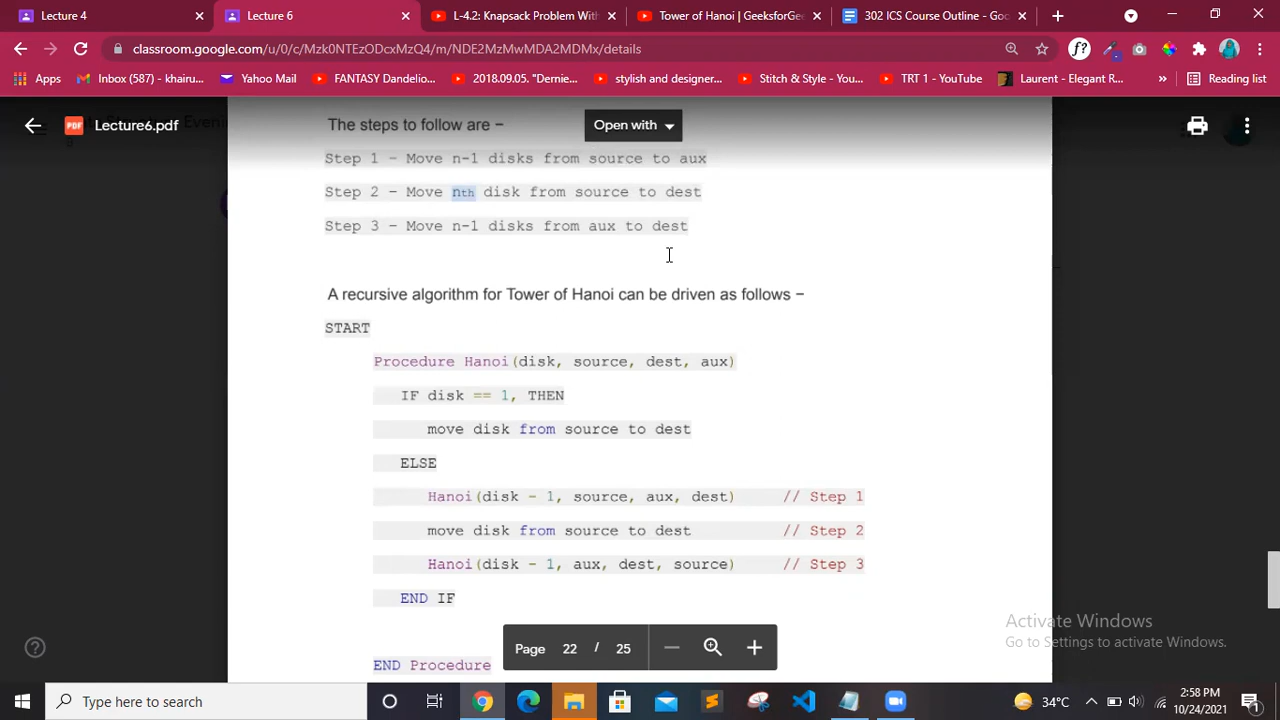 Lecture 4
Lecture 6
L-4.2: Knapsack Problem With
Tower of Hanoi | GeeksforGe
302 ICS Course Outline - Goo
classroom.google.com/u/0/c/Mzk0NTEzODcxMzQ4/m/NDE2MzMwMDA2MDMx/details
Apps
Inbox (587) - khairu...
Yahoo Mail
FANTASY Dandelio...
2018.09.05. "Dernie...
stylish and designer...
Stitch & Style - You...
TRT 1 - YouTube
Laurent - Elegant R...
»
Reading list
PDF
Lecture6.pdf
Open with
The steps to follow are −
Step 1 − Move n-1 disks from source to aux
Step 2 − Move nth disk from source to dest
Step 3 − Move n-1 disks from aux to dest
A recursive algorithm for Tower of Hanoi can be driven as follows −
START
Procedure Hanoi(disk, source, dest, aux)
IF disk == 1, THEN
move disk from source to dest
ELSE
Hanoi(disk - 1, source, aux, dest) // Step 1
move disk from source to dest // Step 2
Hanoi(disk - 1, aux, dest, source) // Step 3
END IF
END Procedure
Page 22 / 25
Activate Windows
Go to Settings to activate Windows.
Type here to search
34°C
2:58 PM
10/24/2021